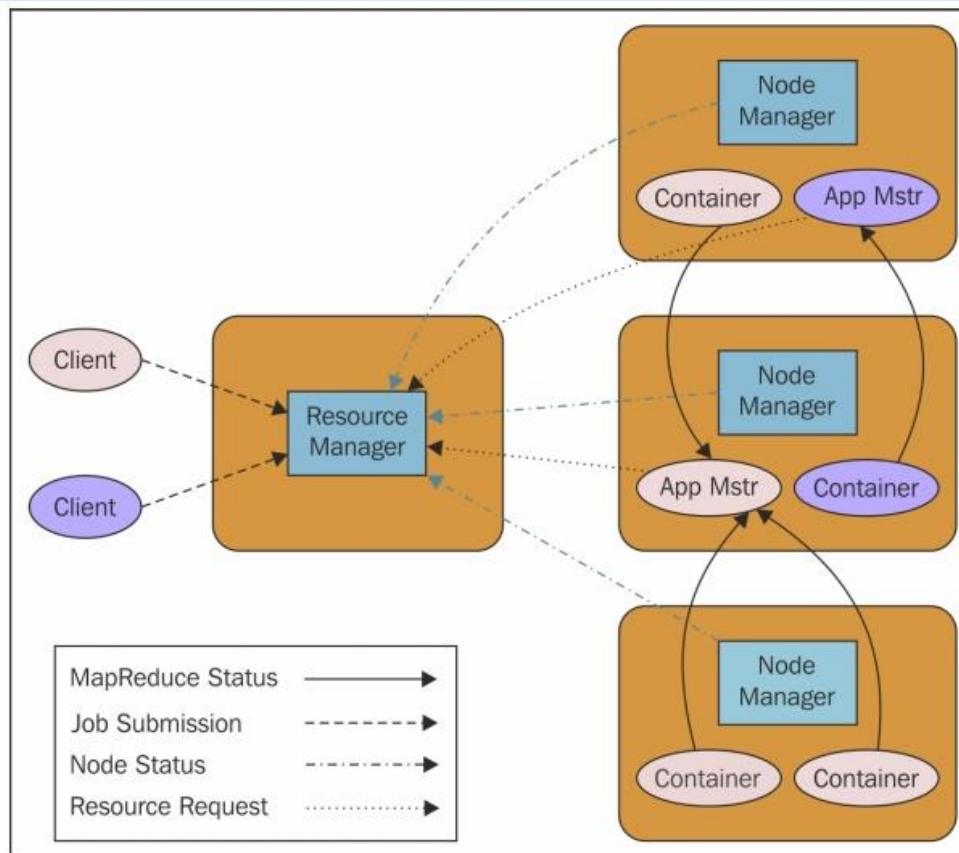 Node
Manager
Container
App Mstr
Client
Resource
Manager
Node
Manager
Client
App Mstr
Container
MapReduce Status
Job Submission
Node Status
Resource Request
Node
Manager
Container
Container